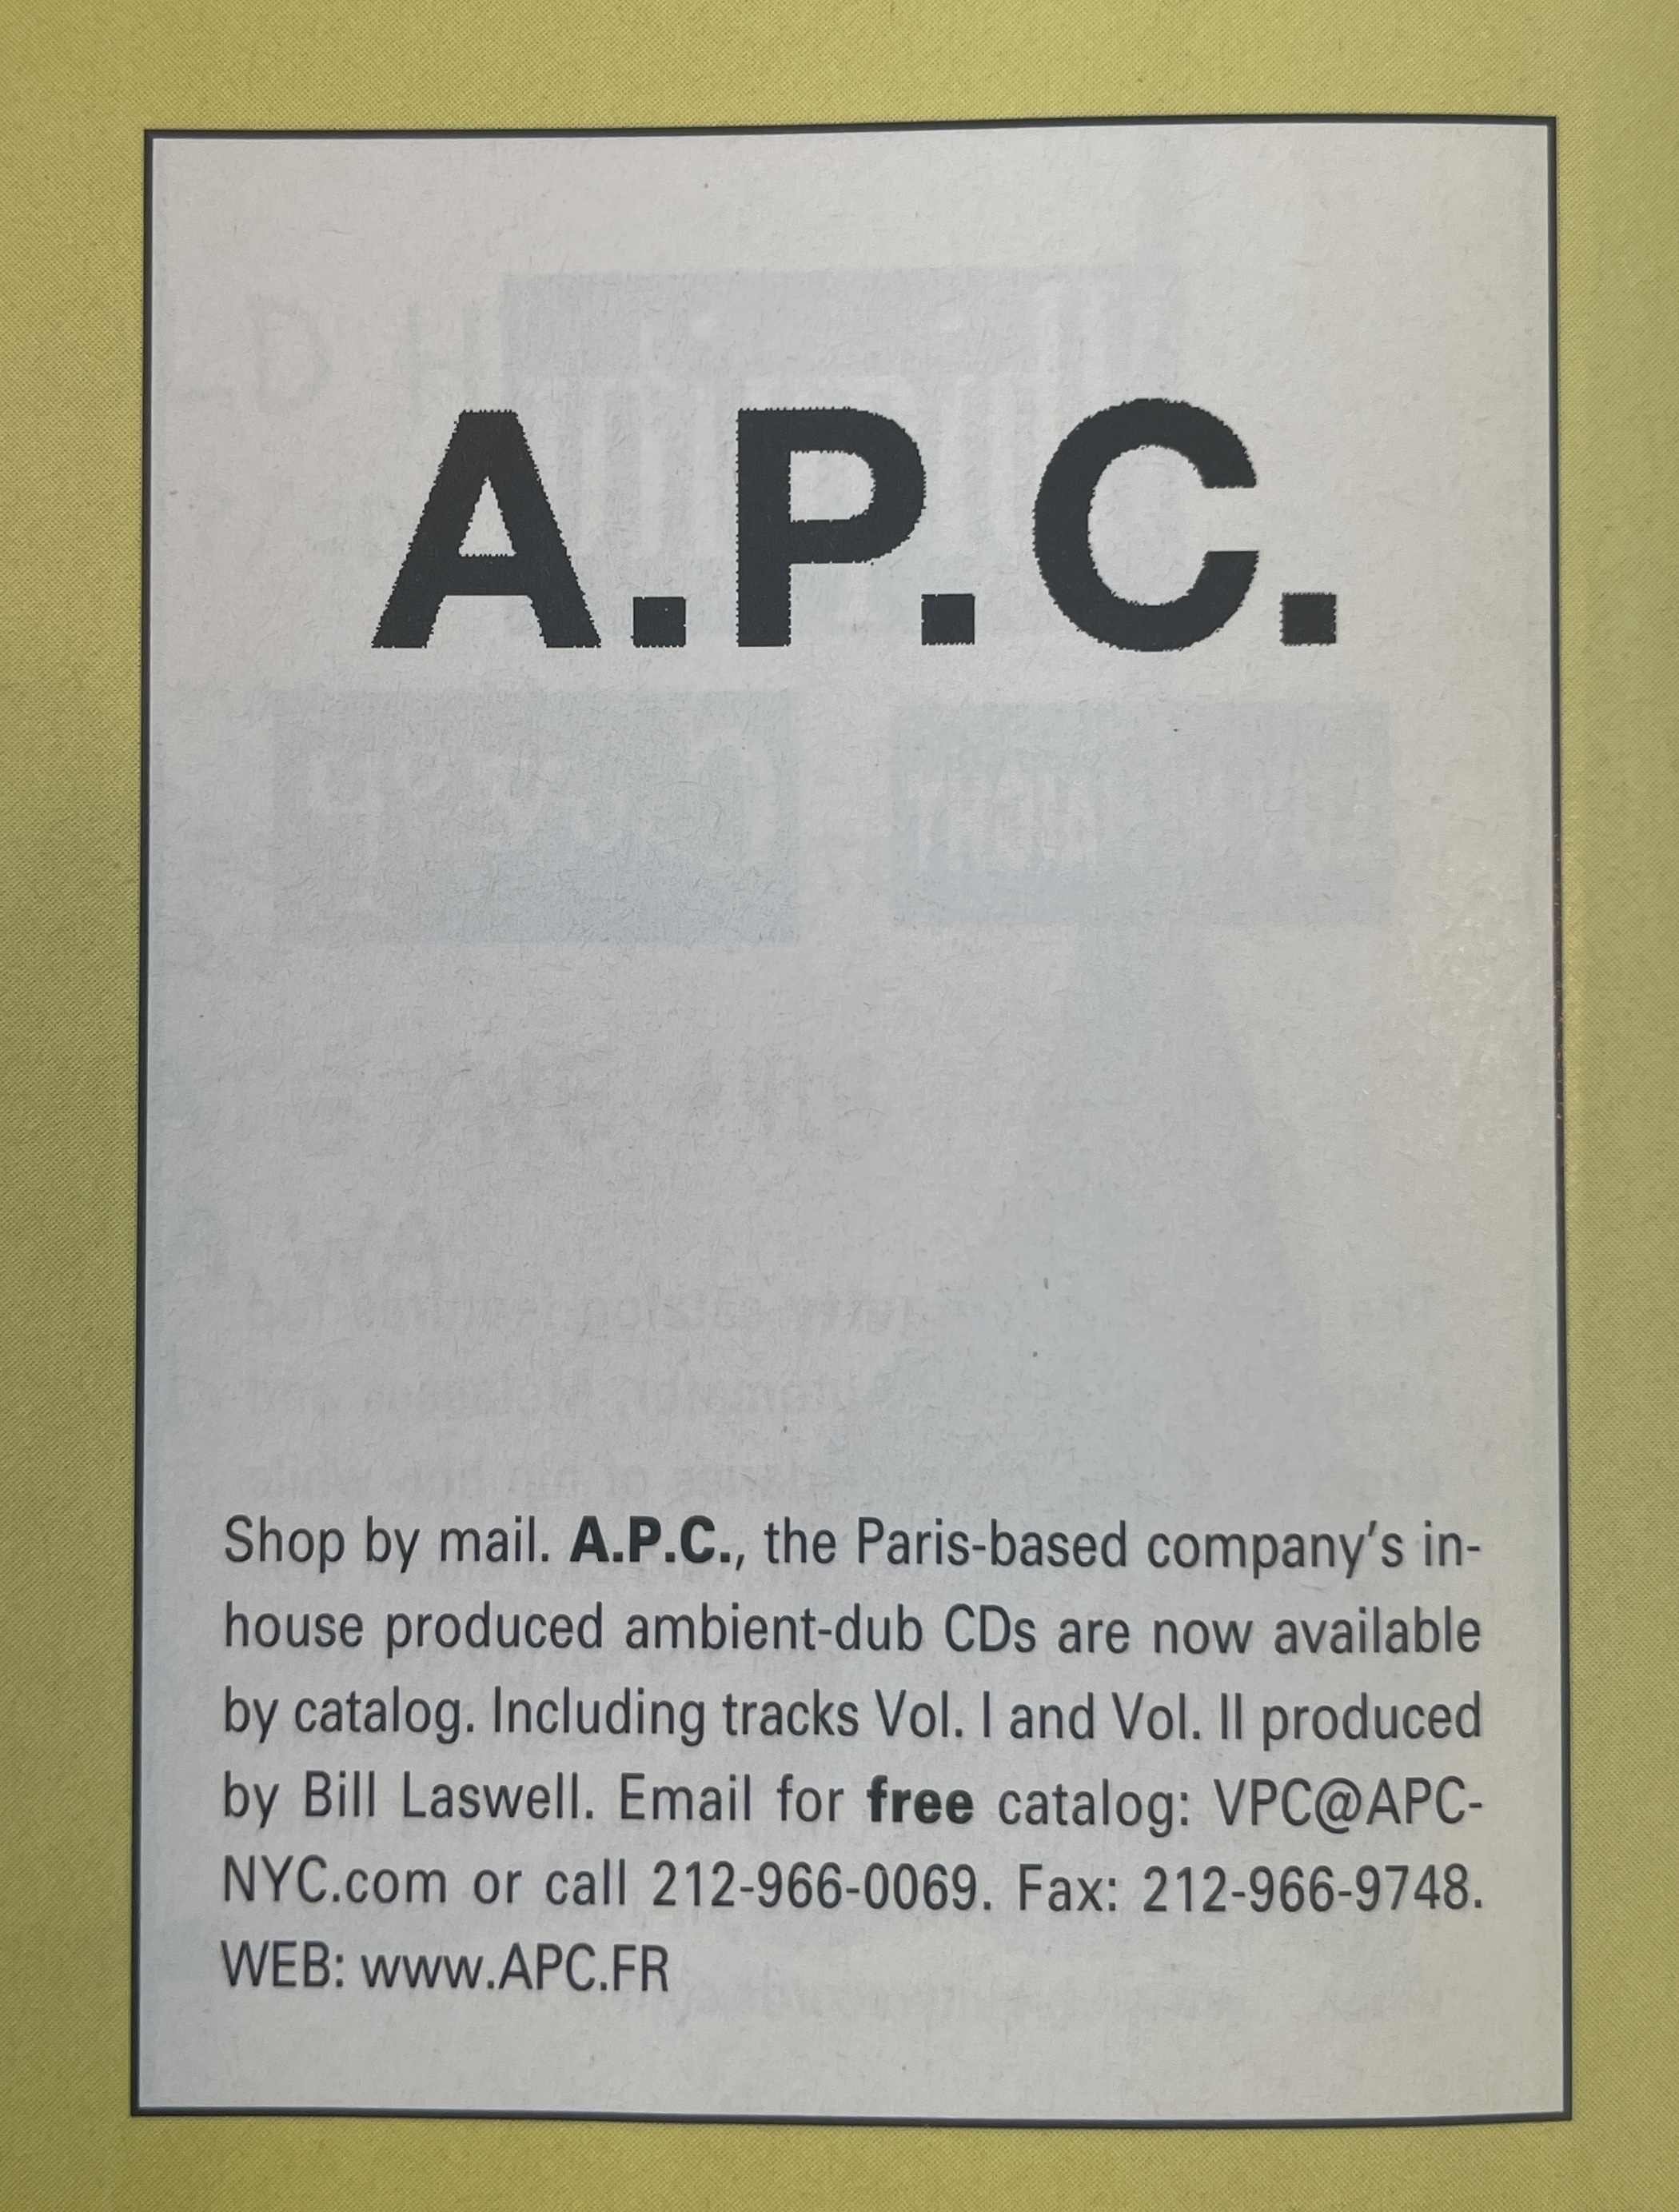 A.P.C.
Shop by mail. A.P.C., the Paris-based company's in-
house produced ambient-dub CDs are now available
by catalog. Including tracks Vol. I and Vol. II produced
by Bill Laswell. Email for free catalog: VPC@APC-
NYC.com or call 212-966-0069. Fax: 212-966-9748.
WEB: www.APC.FR